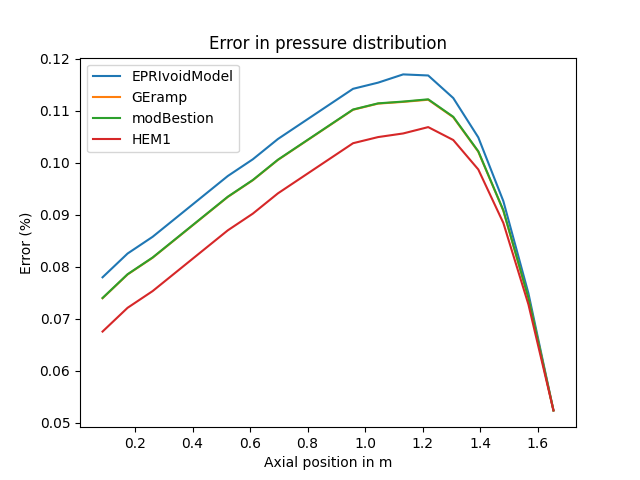 Error in pressure distribution
0.12
0.11
0.10
0.09
0.08
0.07
0.06
0.05
Error (%)
EPRIvoidModel
GEramp
modBestion
HEM1
0.2 0.4 0.6 0.8 1.0 1.2 1.4 1.6
Axial position in m